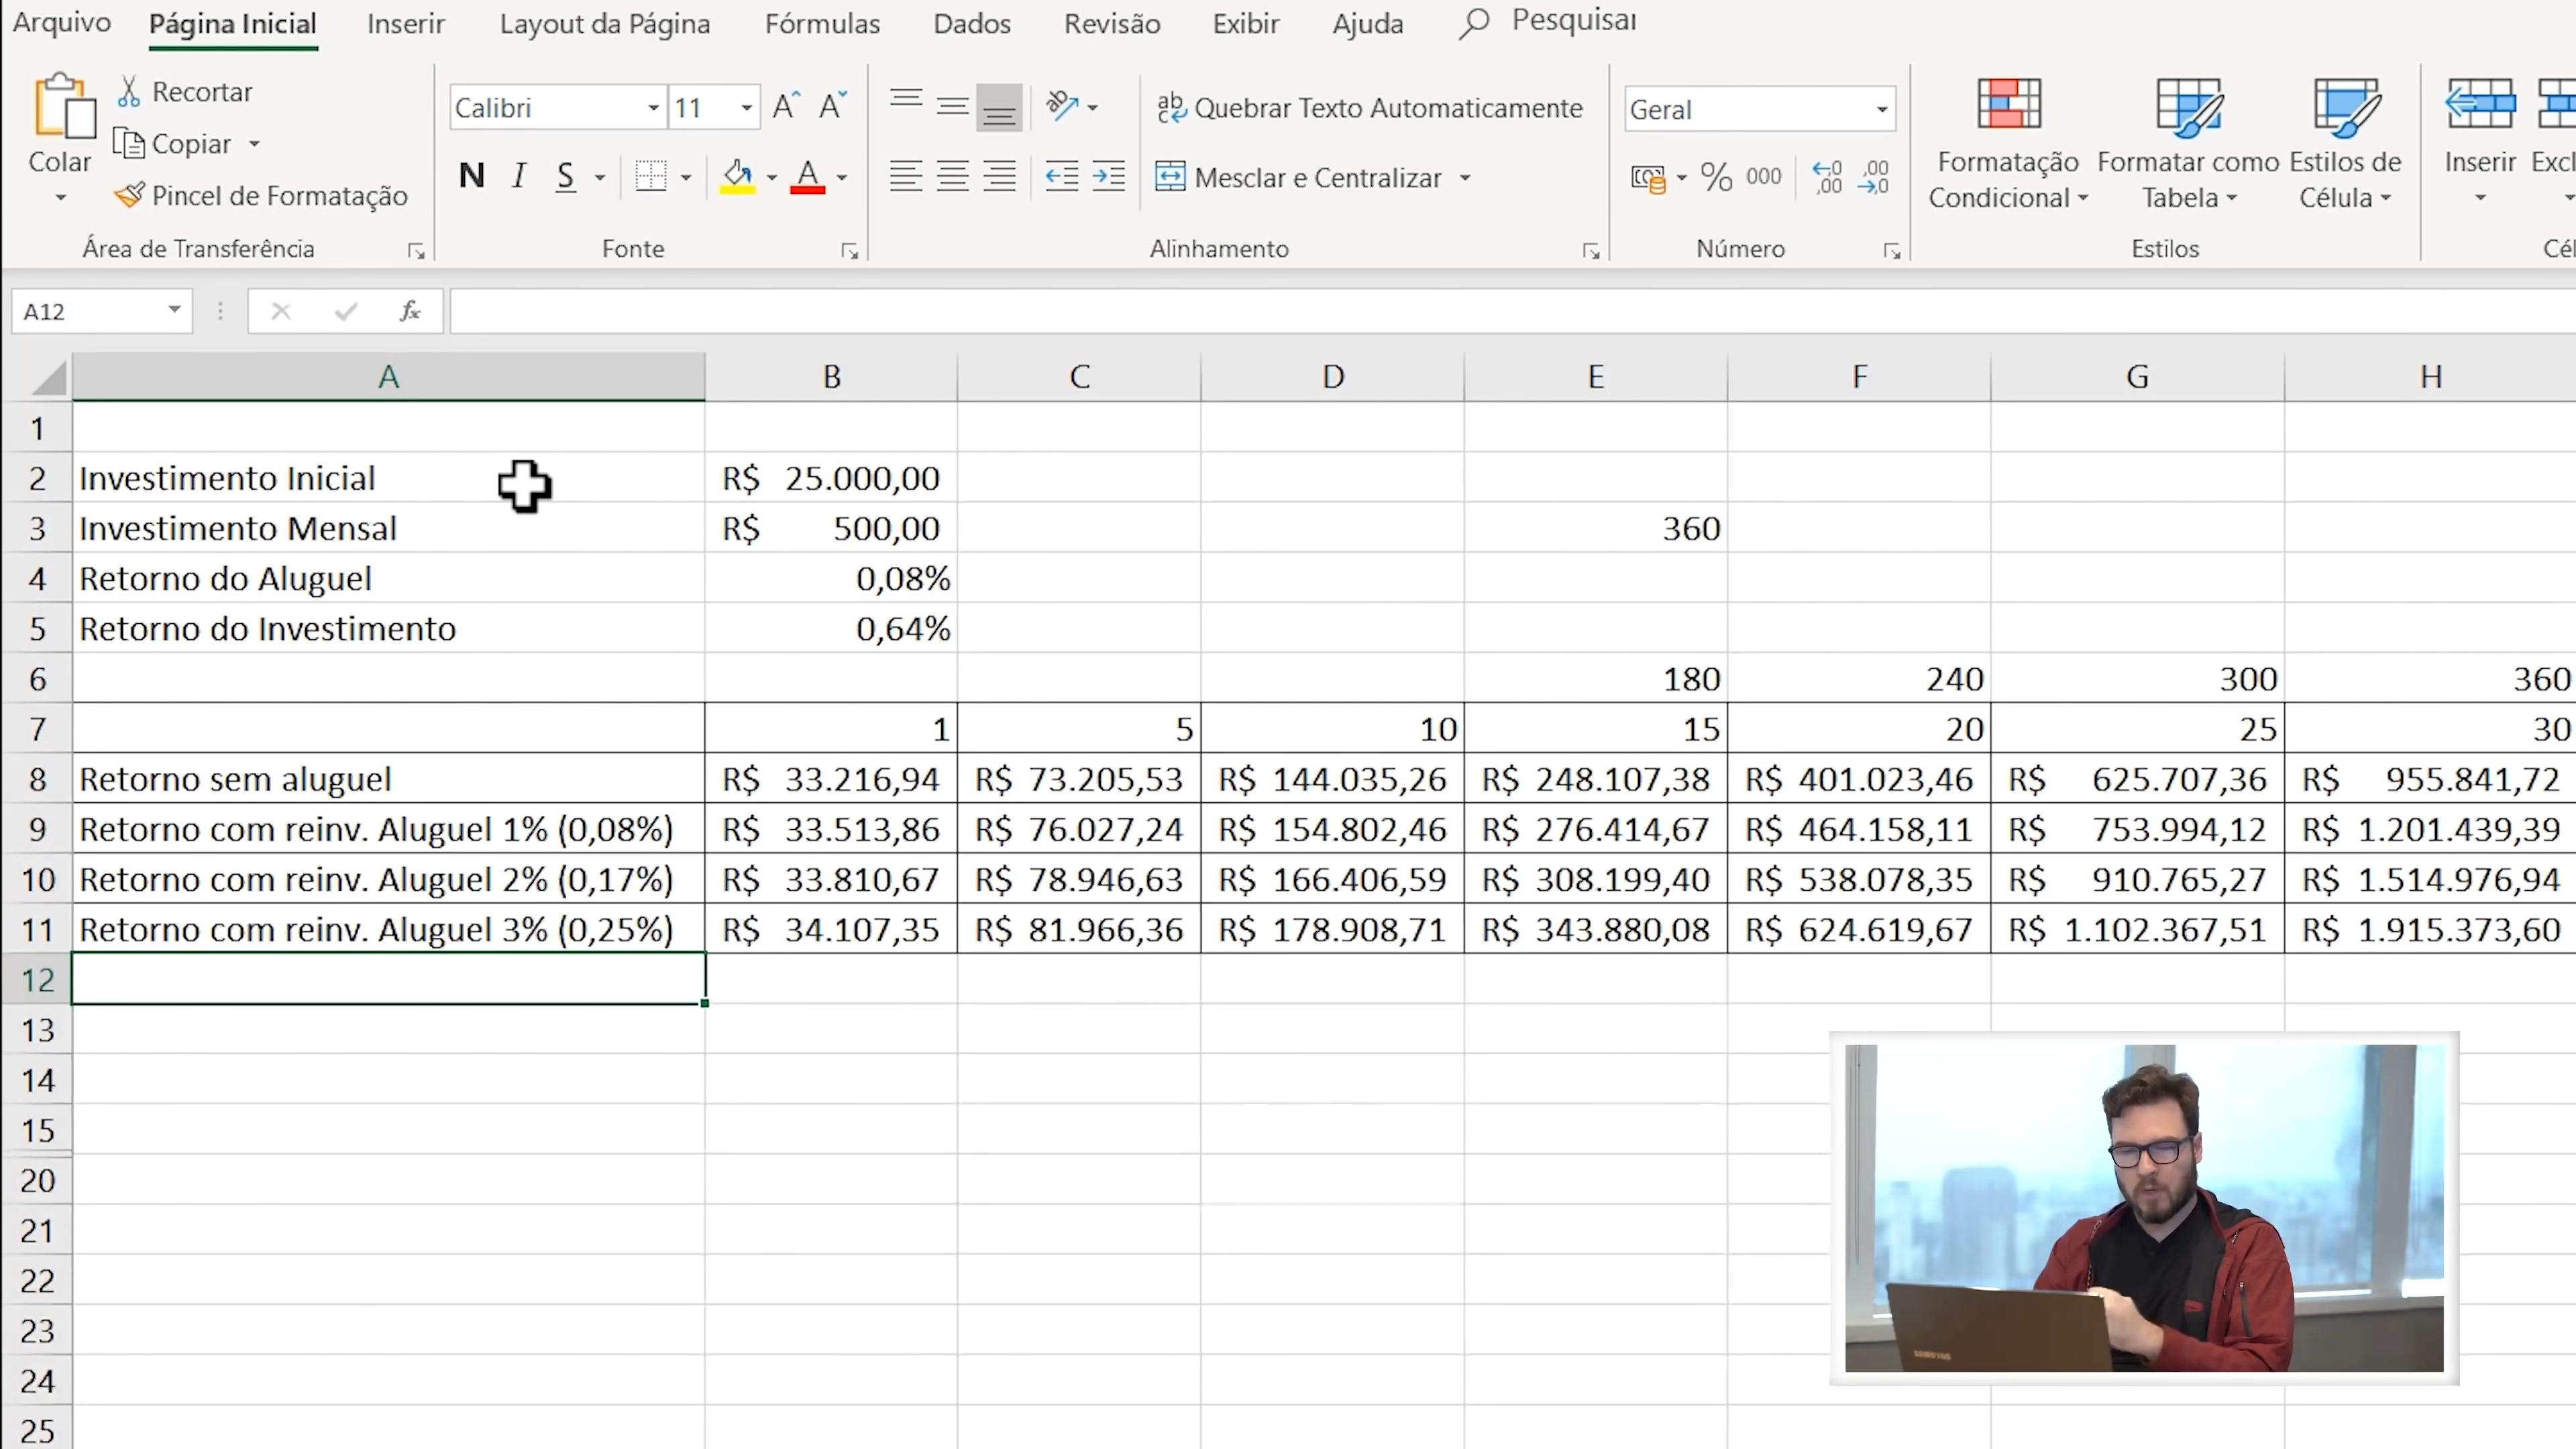 Arquivo Página Inicial Inserir Layout da Página Fórmulas Dados Revisão Exibir Ajuda Pesquisar
Colar
Recortar
Copiar
Pincel de Formatação
Área de Transferência
Calibri 11
N I S
Fonte
Quebrar Texto Automaticamente
Mesclar e Centralizar
Alinhamento
Geral
% 000 ,00 ,00
Número
Formatação Condicional
Formatar como Tabela
Estilos de Célula
Estilos
Inserir
Excl
Cél
A12 fx
A B C D E F G H
1
2 Investimento Inicial R$ 25.000,00
3 Investimento Mensal R$ 500,00 360
4 Retorno do Aluguel 0,08%
5 Retorno do Investimento 0,64%
6 180 240 300 360
7 1 5 10 15 20 25 30
8 Retorno sem aluguel R$ 33.216,94 R$ 73.205,53 R$ 144.035,26 R$ 248.107,38 R$ 401.023,46 R$ 625.707,36 R$ 955.841,72
9 Retorno com reinv. Aluguel 1% (0,08%) R$ 33.513,86 R$ 76.027,24 R$ 154.802,46 R$ 276.414,67 R$ 464.158,11 R$ 753.994,12 R$ 1.201.439,39
10 Retorno com reinv. Aluguel 2% (0,17%) R$ 33.810,67 R$ 78.946,63 R$ 166.406,59 R$ 308.199,40 R$ 538.078,35 R$ 910.765,27 R$ 1.514.976,94
11 Retorno com reinv. Aluguel 3% (0,25%) R$ 34.107,35 R$ 81.966,36 R$ 178.908,71 R$ 343.880,08 R$ 624.619,67 R$ 1.102.367,51 R$ 1.915.373,60
12
13
14
15
20
21
22
23
24
25
SAMSUNG